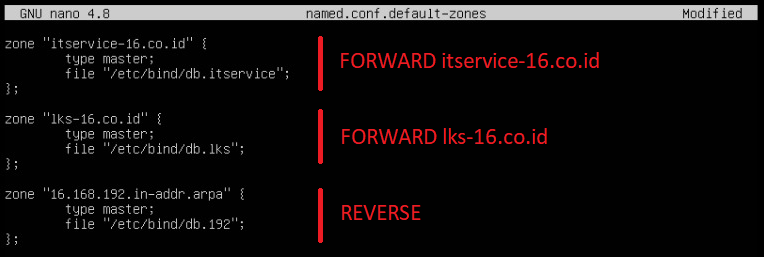 GNU nano 4.8 named.conf.default-zones Modified
zone "itservice-16.co.id" {
type master;
file "/etc/bind/db.itservice";
};
FORWARD itservice-16.co.id
zone "lks-16.co.id" {
type master;
file "/etc/bind/db.lks";
};
FORWARD lks-16.co.id
zone "16.168.192.in-addr.arpa" {
type master;
file "/etc/bind/db.192";
};
REVERSE